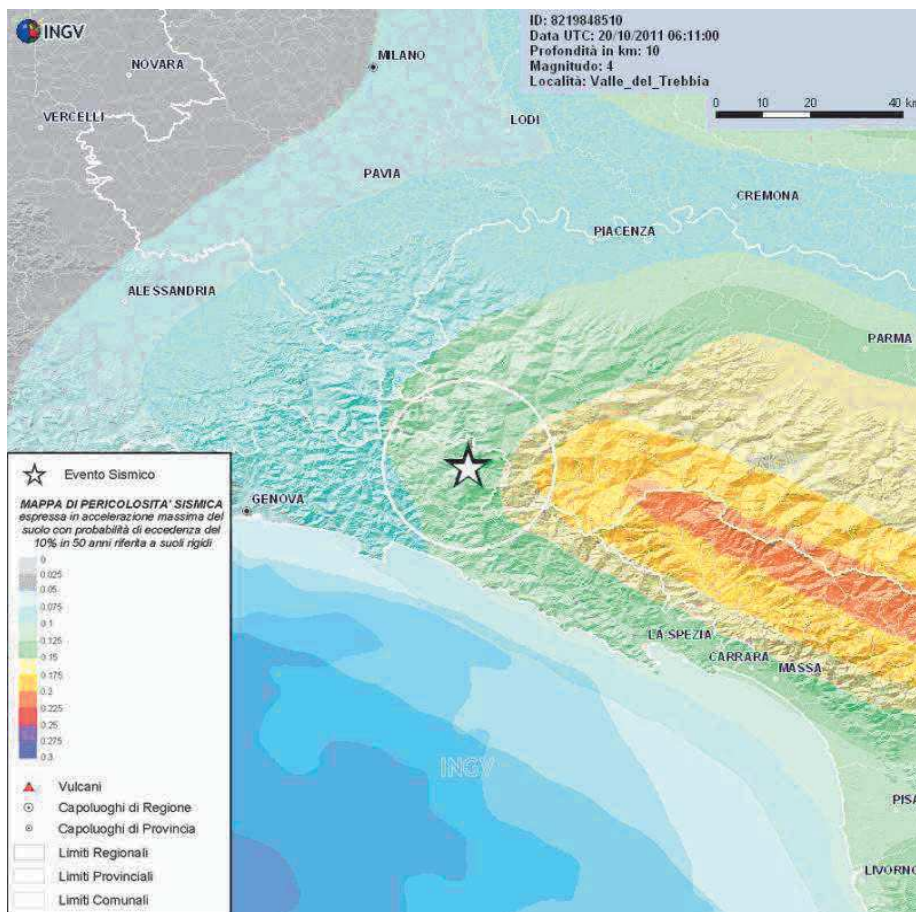 INGV
ID: 8219848510
Data UTC: 20/10/2011 06:11:00
Profondità in km: 10
Magnitudo: 4
Località: Valle_del_Trebbia
0 10 20 40 km
MILANO
NOVARA
VERCELLI
LODI
PAVIA
CREMONA
PIACENZA
ALESSANDRIA
PARMA
GENOVA
LA SPEZIA
CARRARA
MASSA
INGV
PISA
LIVORNO
Evento Sismico
MAPPA DI PERICOLOSITA' SISMICA
espressa in accelerazione massima del
suolo con probabilità di eccedenza del
10% in 50 anni riferita a suoli rigidi
0
0.025
0.05
0.075
0.1
0.125
0.15
0.175
0.3
0.225
0.25
0.275
0.3
Vulcani
Capoluoghi di Regione
Capoluoghi di Provincia
Limiti Regionali
Limiti Provinciali
Limiti Comunali